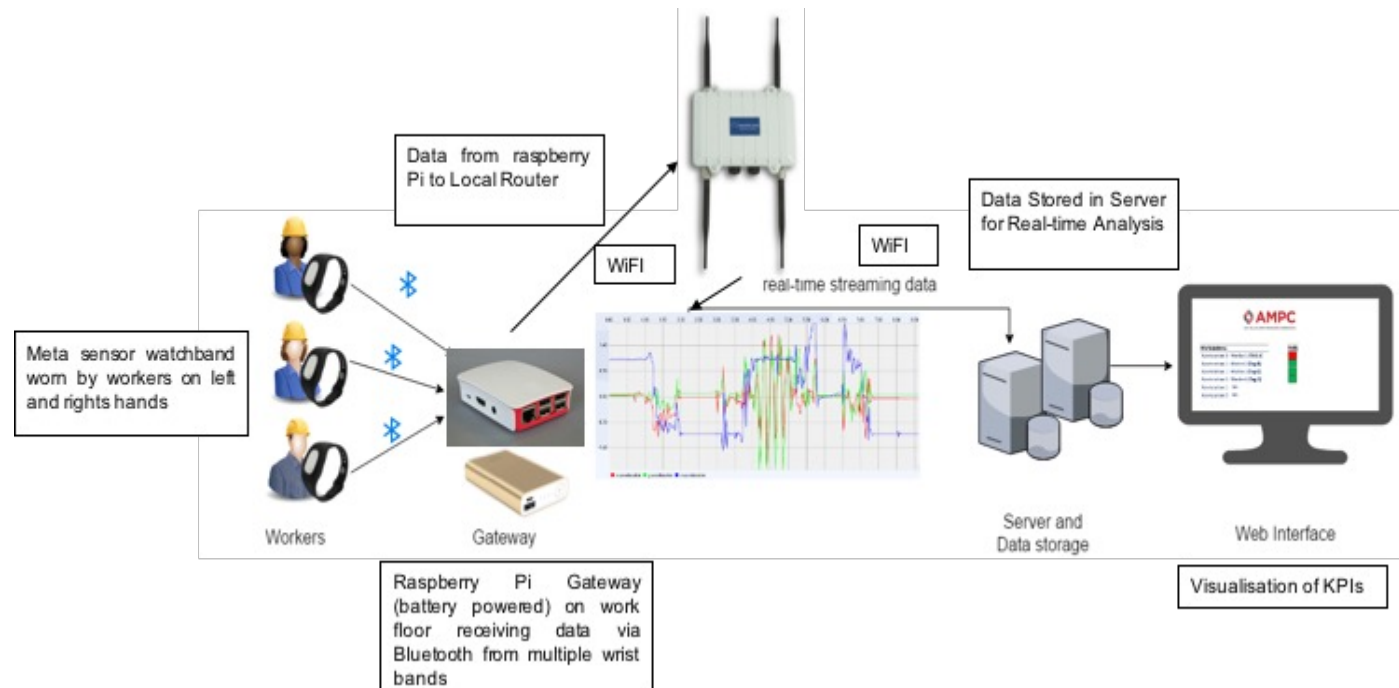 Data from raspberry
Pi to Local Router
Data Stored in Server
for Real-time Analysis
WiFI
WiFI
real-time streaming data
Meta sensor watchband
worn by workers on left
and rights hands
AMPC
Workers
Gateway
Server and
Data storage
Web Interface
Raspberry Pi Gateway
(battery powered) on work
floor receiving data via
Bluetooth from multiple wrist
bands
Visualisation of KPIs